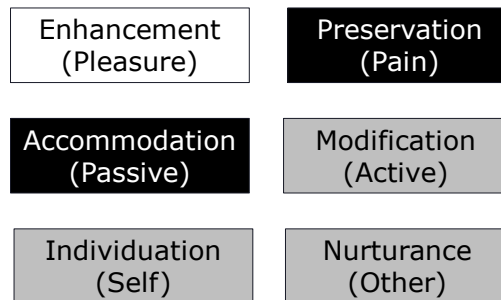 Enhancement
(Pleasure)
Preservation
(Pain)
Accommodation
(Passive)
Modification
(Active)
Individuation
(Self)
Nurturance
(Other)